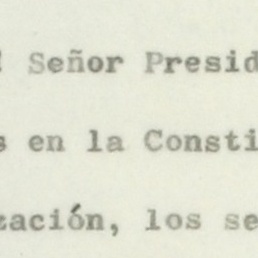 Señor Presid
s en la Consti
zación, los se